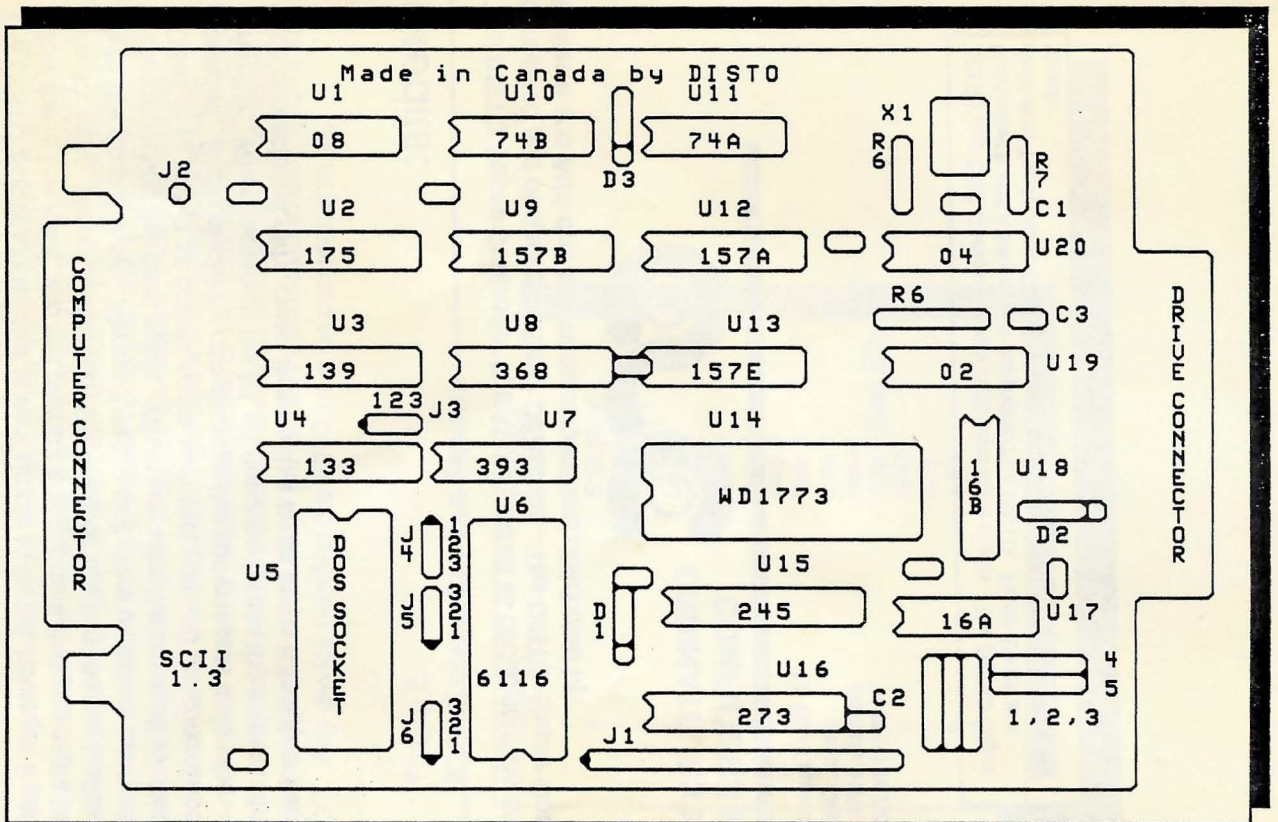 Made in Canada by DISTO
U1 U10 U11
08 74B 74A
D3
X1
R6
R7
C1
J2
U2 U9 U12
175 157B 157A
04 U20
R6
C3
U3 U8 U13
139 368 157E
02 U19
COMPUTER CONNECTOR
DRIVE CONNECTOR
123 J3
U4 U7 U14
133 393
WD1773
16B
U18
D2
U6
U5
DOS SOCKET
J4 123
J5 321
J6 321
6116
U15
245
D1
U17
16A
U16
273
C2
4
5
1,2,3
J1
SCII
1.3